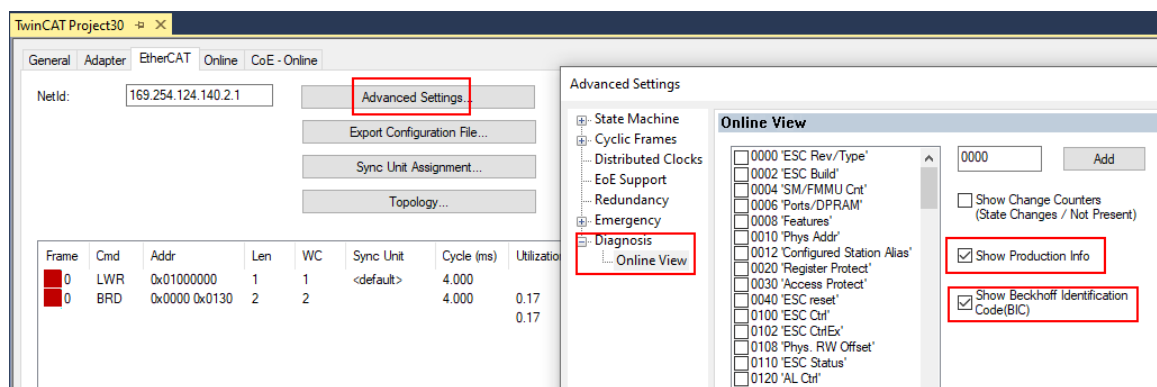 TwinCAT Project30
General Adapter EtherCAT Online CoE - Online
NetId: 169.254.124.140.2.1
Advanced Settings...
Export Configuration File...
Sync Unit Assignment...
Topology...
Frame Cmd Addr Len WC Sync Unit Cycle (ms) Utilizatio
0 LWR 0x01000000 1 1 <default> 4.000
0 BRD 0x0000 0x0130 2 2 4.000 0.17
0.17
Advanced Settings
State Machine
Cyclic Frames
Distributed Clocks
EoE Support
Redundancy
Emergency
Diagnosis
Online View
Online View
0000 'ESC Rev/Type'
0002 'ESC Build'
0004 'SM/FMMU Cnt'
0006 'Ports/DPRAM'
0008 'Features'
0010 'Phys Addr'
0012 'Configured Station Alias'
0020 'Register Protect'
0030 'Access Protect'
0040 'ESC reset'
0100 'ESC Ctrl'
0102 'ESC CtrlEx'
0108 'Phys. RW Offset'
0110 'ESC Status'
0120 'AL Ctrl'
0000 Add
Show Change Counters
(State Changes / Not Present)
Show Production Info
Show Beckhoff Identification
Code(BIC)